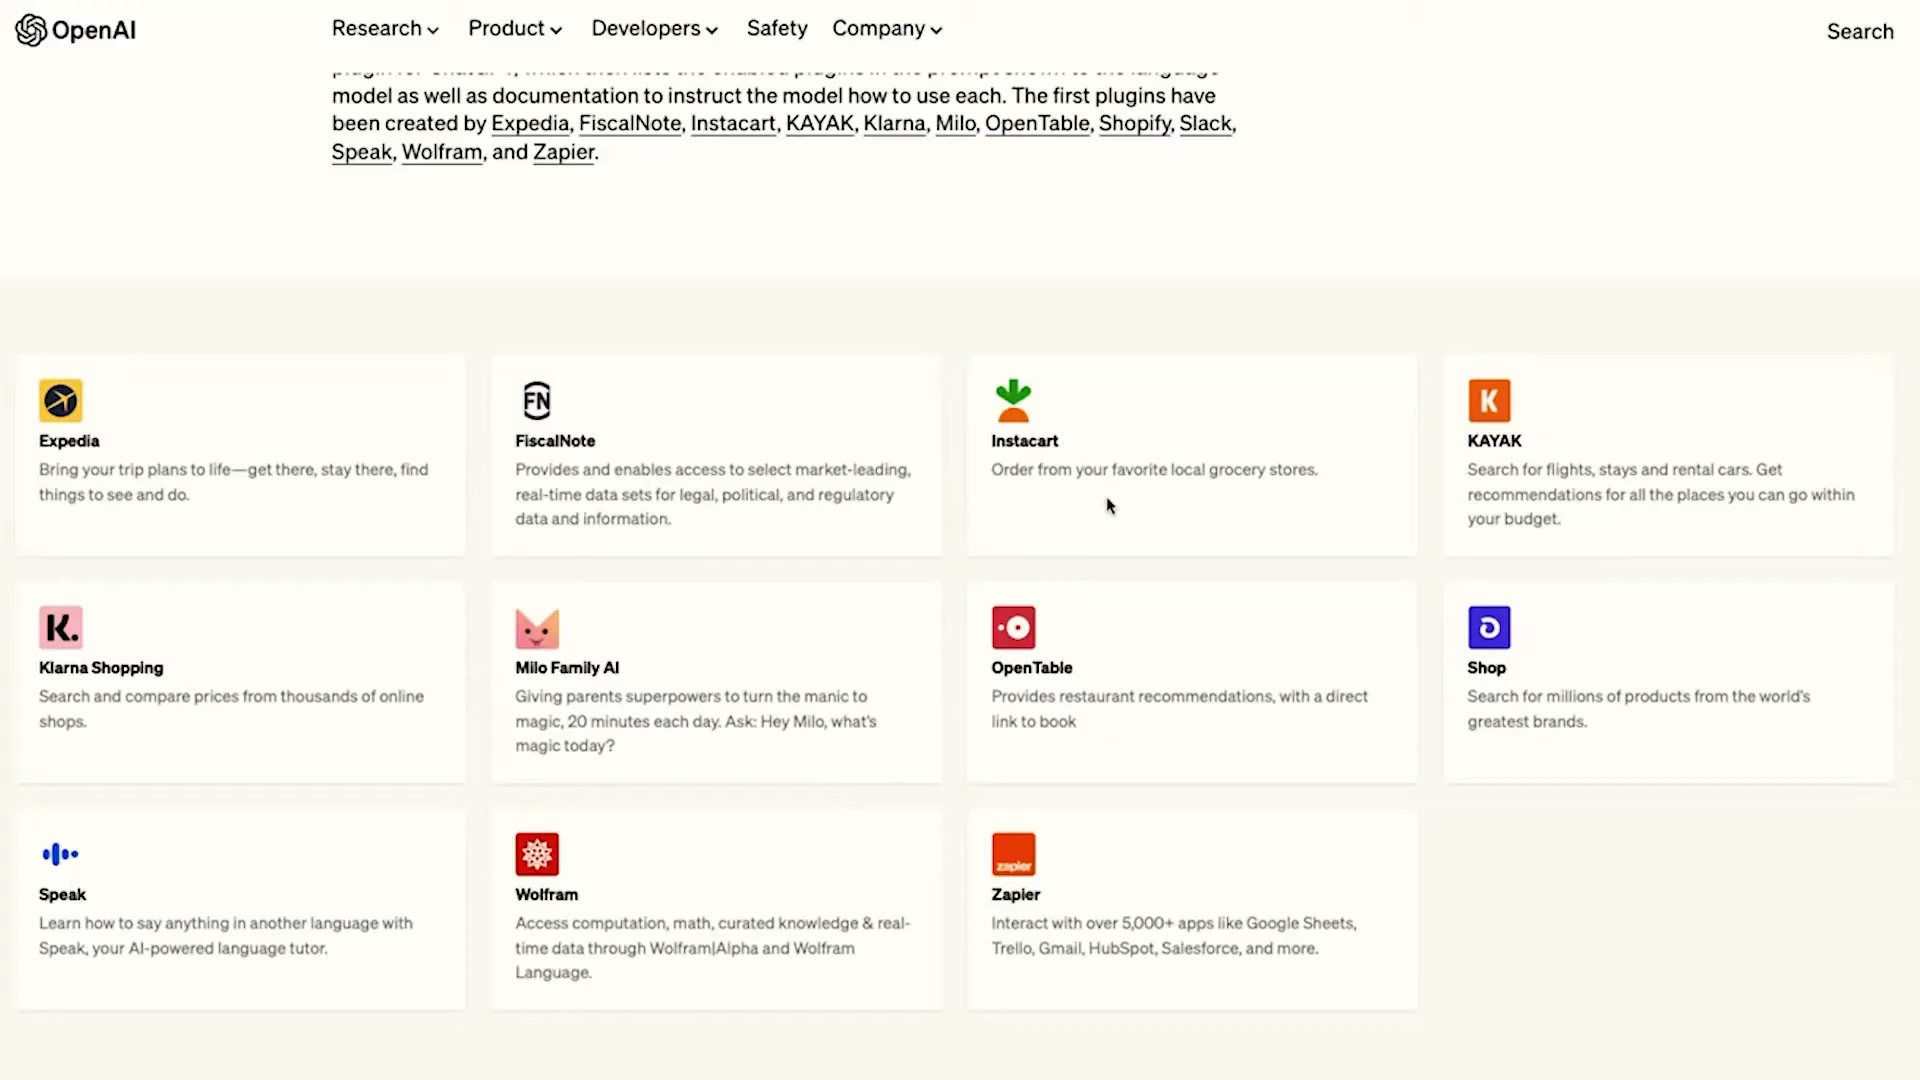 OpenAI
Research
Product
Developers
Safety
Company
Search
model as well as documentation to instruct the model how to use each. The first plugins have
been created by Expedia, FiscalNote, Instacart, KAYAK, Klarna, Milo, OpenTable, Shopify, Slack,
Speak, Wolfram, and Zapier.
Expedia
Bring your trip plans to life—get there, stay there, find
things to see and do.
FN
FiscalNote
Provides and enables access to select market-leading,
real-time data sets for legal, political, and regulatory
data and information.
Instacart
Order from your favorite local grocery stores.
K
KAYAK
Search for flights, stays and rental cars. Get
recommendations for all the places you can go within
your budget.
K.
Klarna Shopping
Search and compare prices from thousands of online
shops.
Milo Family AI
Giving parents superpowers to turn the manic to
magic, 20 minutes each day. Ask: Hey Milo, what's
magic today?
OpenTable
Provides restaurant recommendations, with a direct
link to book
Shop
Search for millions of products from the world's
greatest brands.
Speak
Learn how to say anything in another language with
Speak, your AI-powered language tutor.
Wolfram
Access computation, math, curated knowledge & real-
time data through Wolfram|Alpha and Wolfram
Language.
zapier
Zapier
Interact with over 5,000+ apps like Google Sheets,
Trello, Gmail, HubSpot, Salesforce, and more.